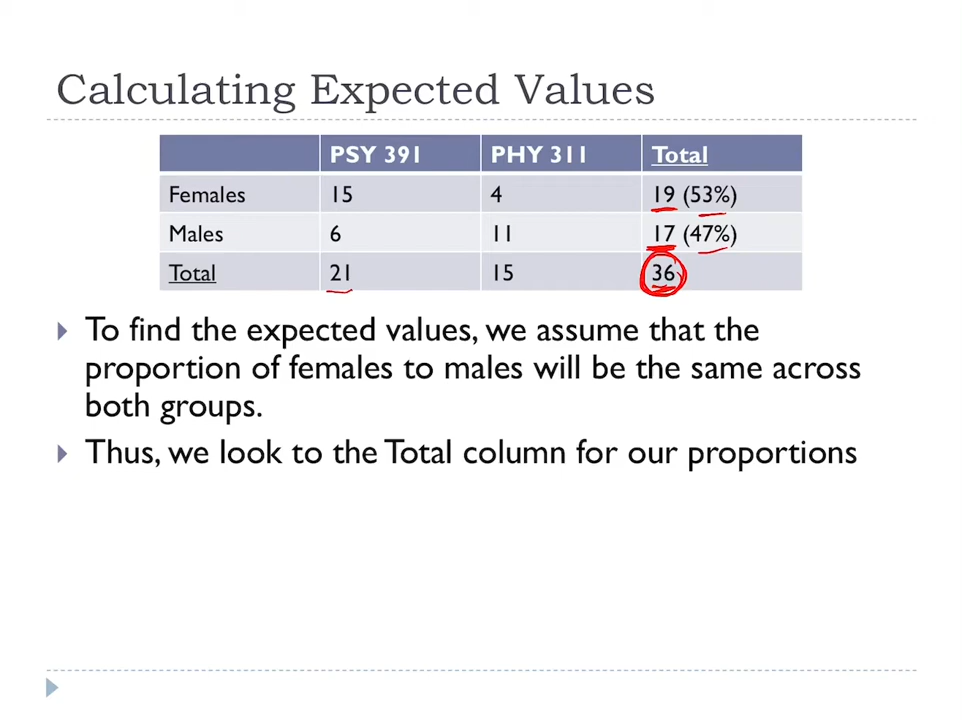 Calculating Expected Values
PSY 391 PHY 311 Total
Females 15 4 19 (53%)
Males 6 11 17 (47%)
Total 21 15 36
To find the expected values, we assume that the
proportion of females to males will be the same across
both groups.
Thus, we look to the Total column for our proportions